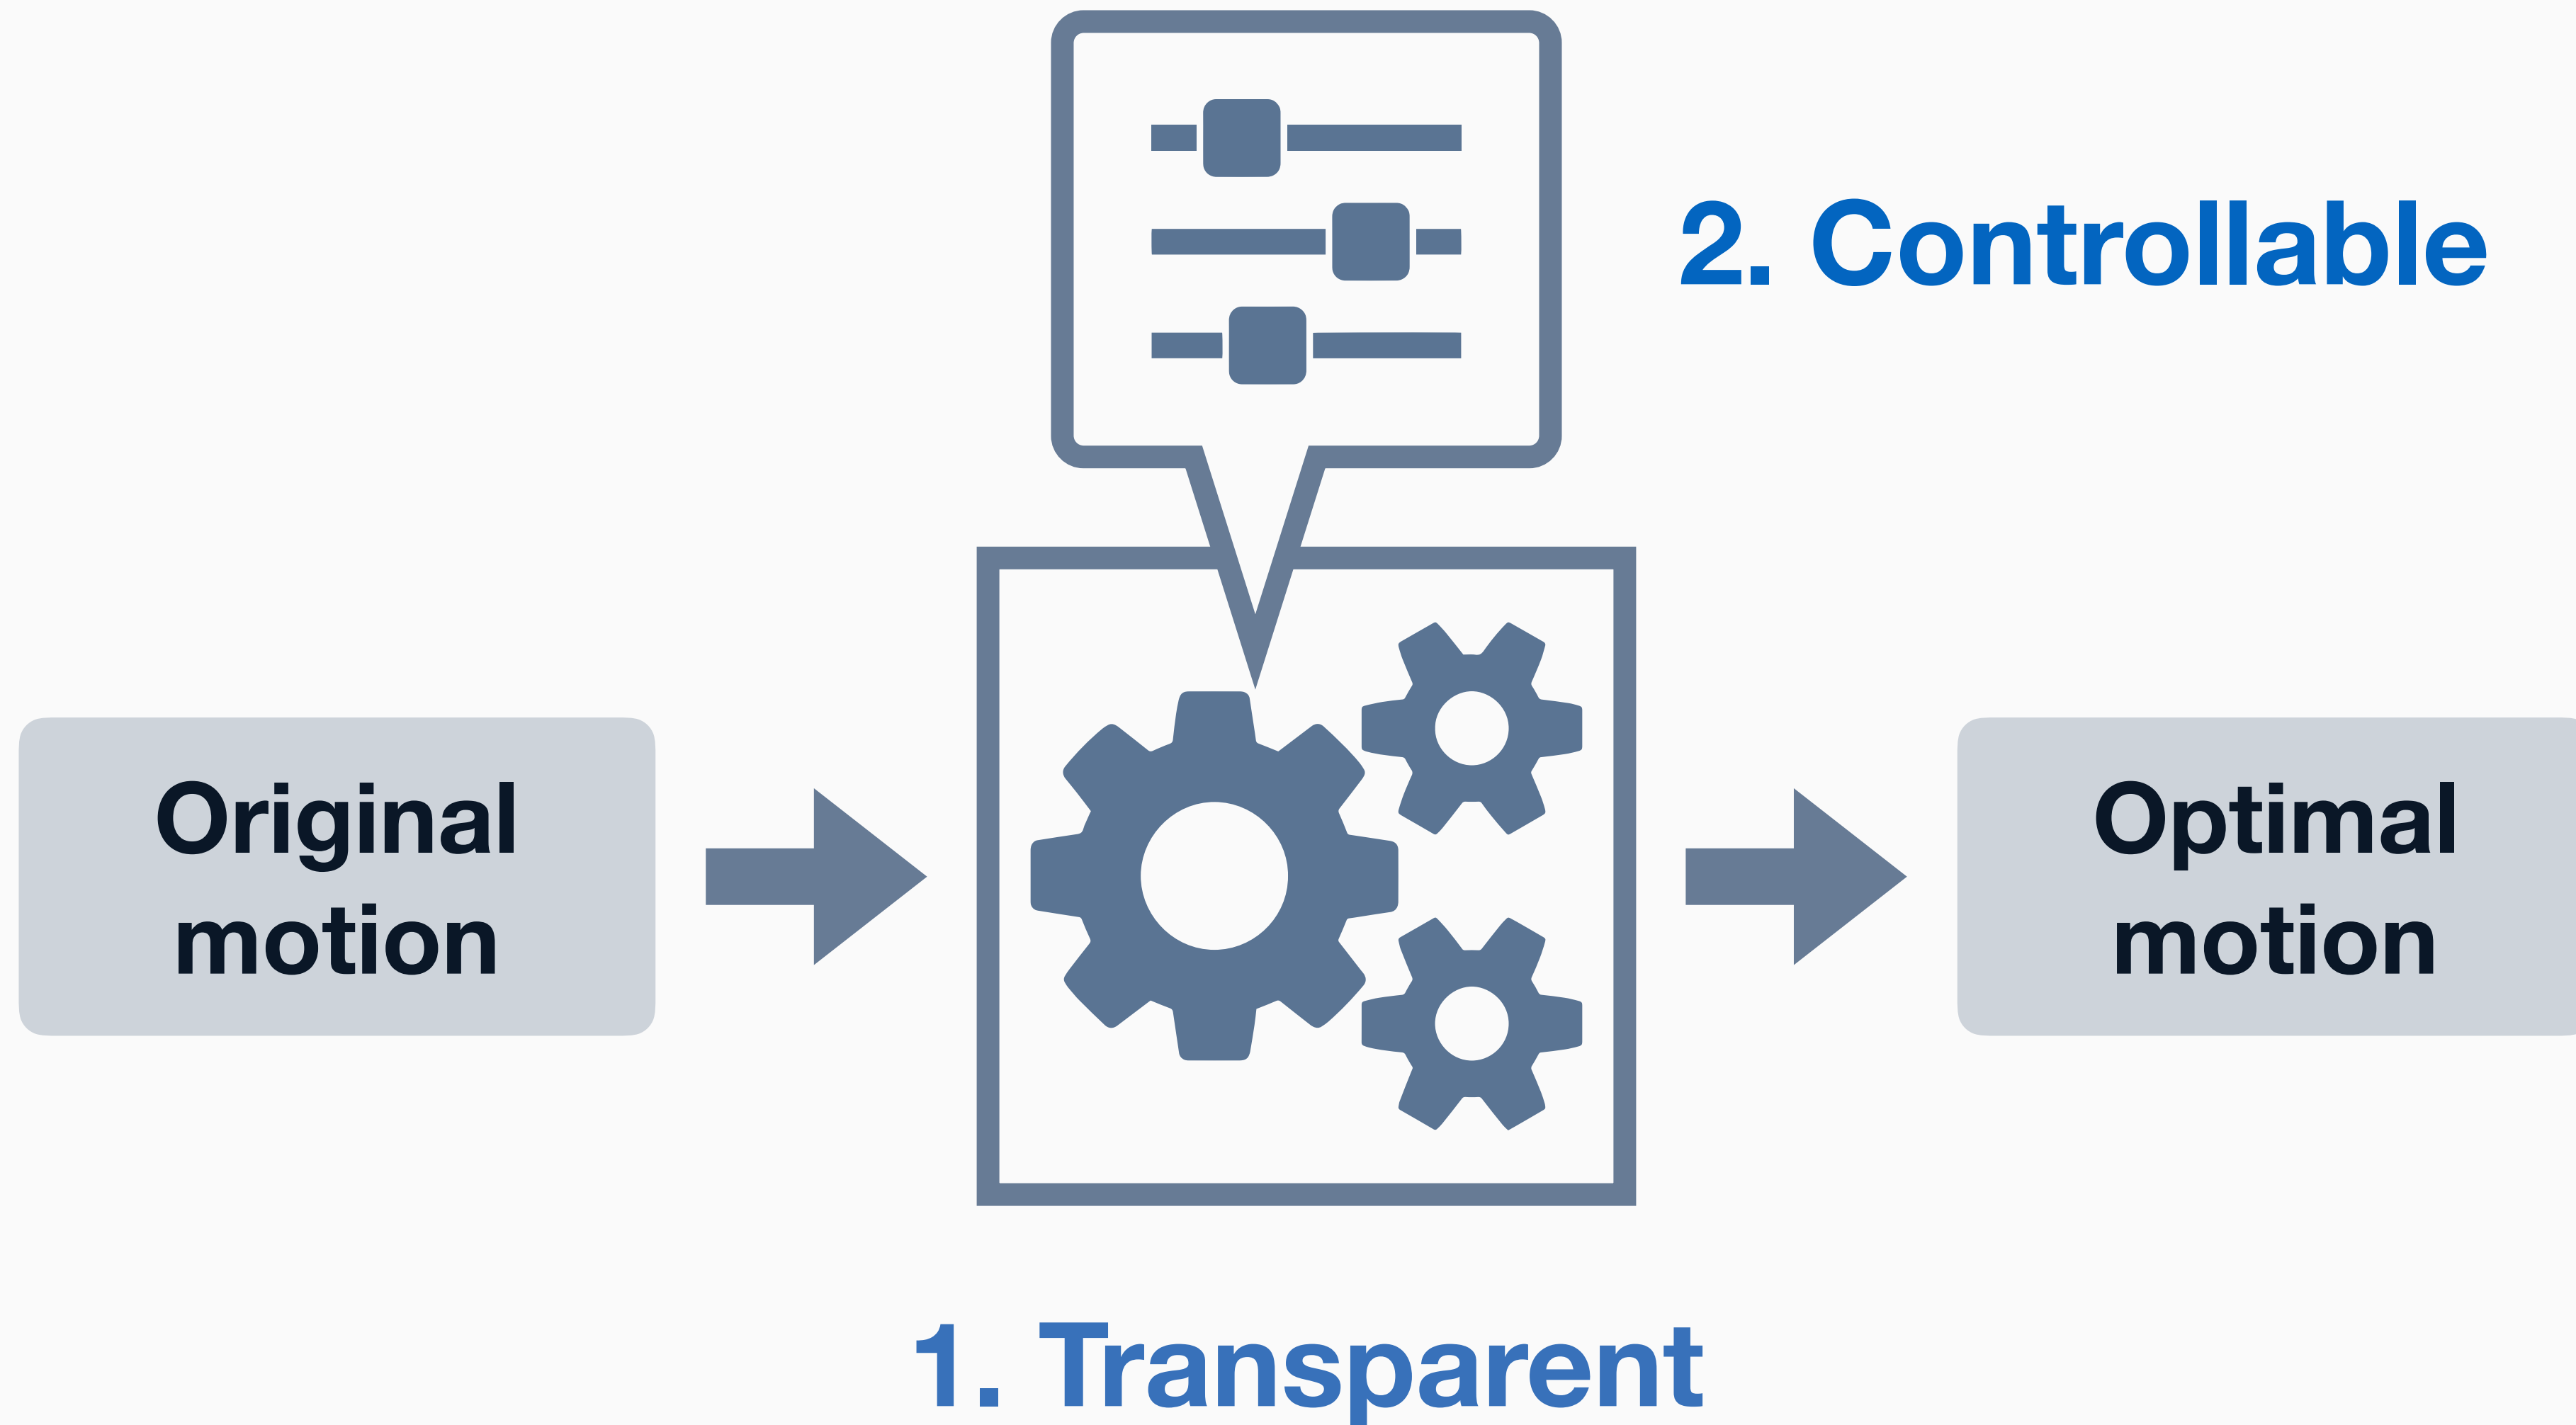 2. Controllable
Original
motion
Optimal
motion
1. Transparent